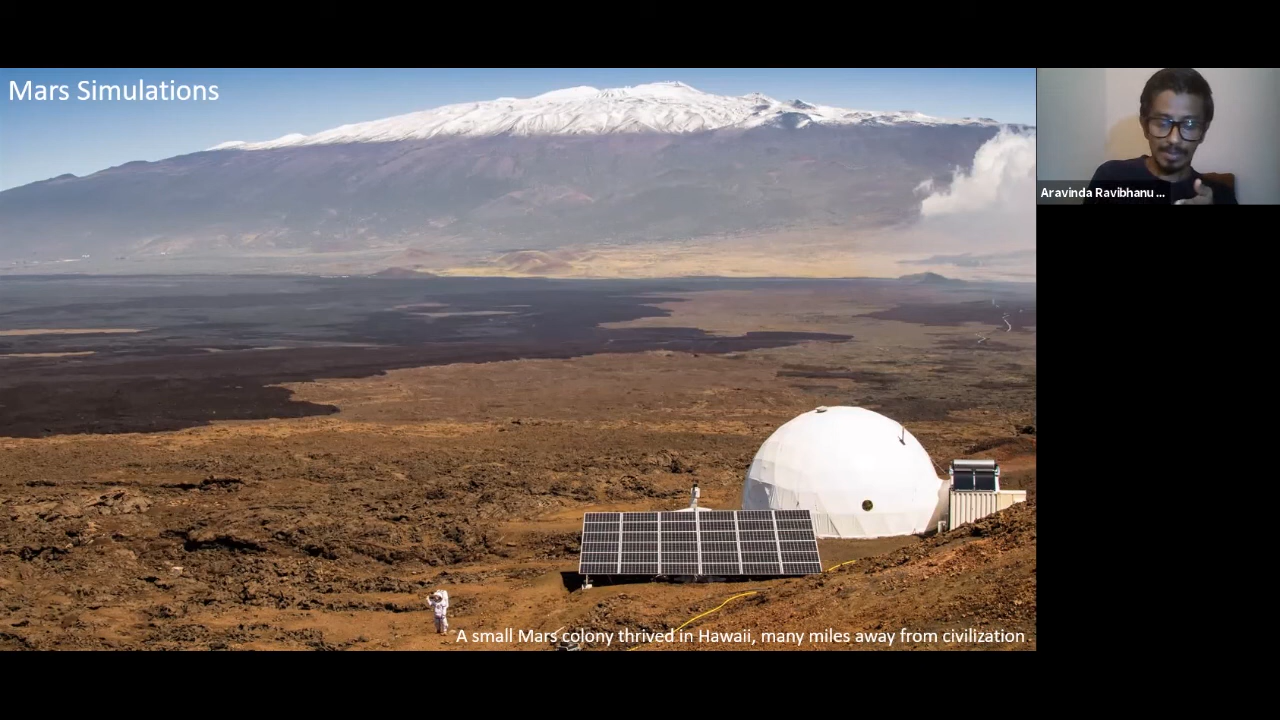 Mars Simulations
Aravinda Ravibhanu ...
A small Mars colony thrived in Hawaii, many miles away from civilization